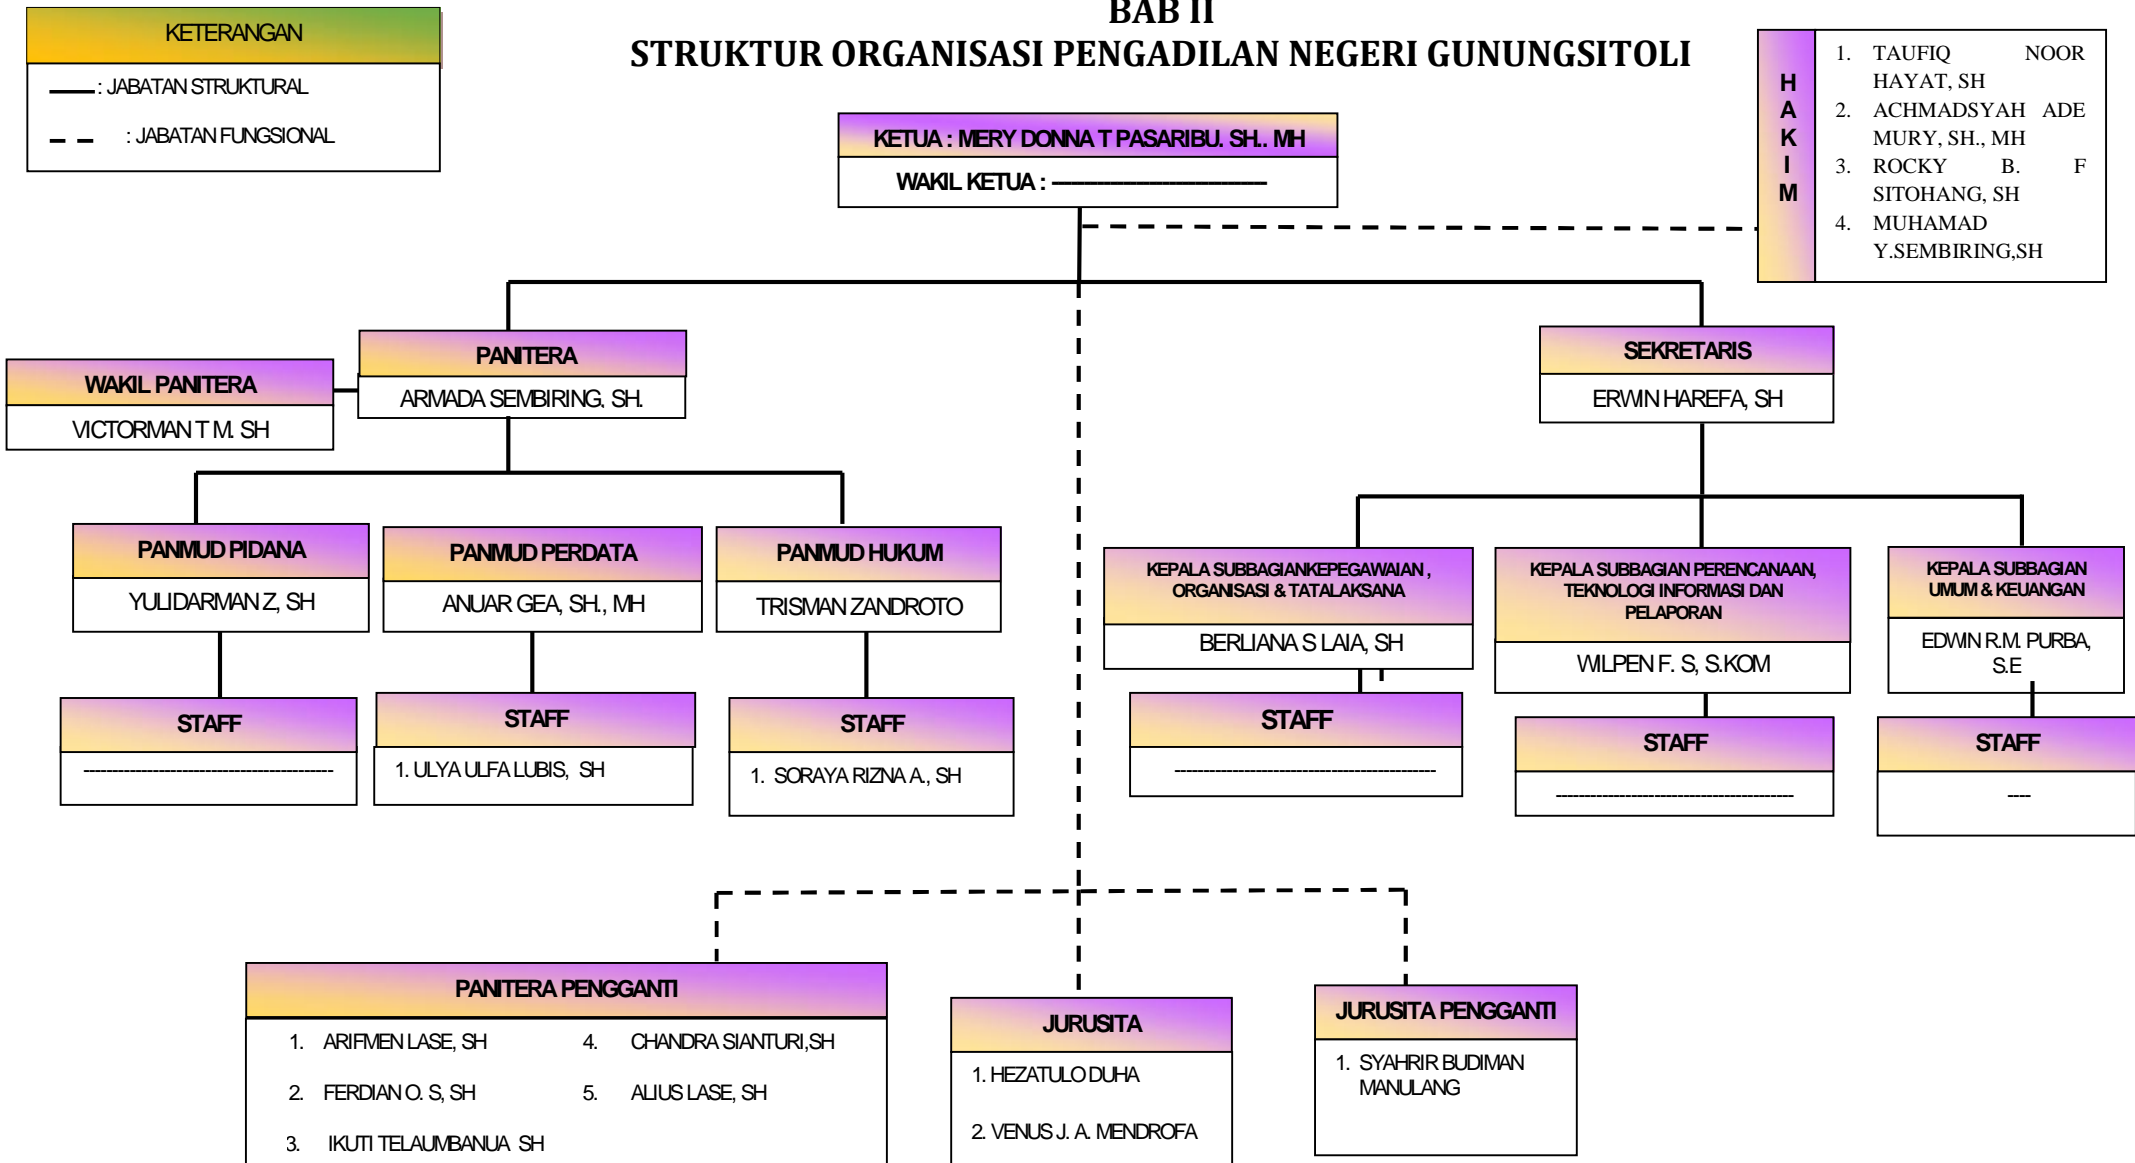 BAB II
STRUKTUR ORGANISASI PENGADILAN NEGERI GUNUNGSITOLI
KETERANGAN
: JABATAN STRUKTURAL
: JABATAN FUNGSIONAL
KETUA : MERY DONNA T PASARIBU. SH.. MH
WAKIL KETUA : --------------------------------
HAKIM
1. TAUFIQ NOOR
HAYAT, SH
2. ACHMADSYAH ADE
MURY, SH., MH
3. ROCKY B. F
SITOHANG, SH
4. MUHAMAD
Y.SEMBIRING,SH
PANITERA
ARMADA SEMBIRING, SH.
WAKIL PANITERA
VICTORMAN T M. SH
SEKRETARIS
ERWIN HAREFA, SH
PANMUD PIDANA
YULIDARMAN Z, SH
PANMUD PERDATA
ANUAR GEA, SH., MH
PANMUD HUKUM
TRISMAN ZANDROTO
KEPALA SUBBAGIANKEPEGAWAIAN ,
ORGANISASI & TATALAKSANA
BERLIANA S LAIA, SH
KEPALA SUBBAGIAN PERENCANAAN,
TEKNOLOGI INFORMASI DAN
PELAPORAN
WILPEN F. S, S.KOM
KEPALA SUBBAGIAN
UMUM & KEUANGAN
EDWIN R.M. PURBA,
S.E
STAFF
--------------------------------------------
STAFF
1. ULYA ULFA LUBIS, SH
STAFF
1. SORAYA RIZNA A., SH
STAFF
--------------------------------------------
STAFF
----------------------------------------
STAFF
----
PANITERA PENGGANTI
1. ARIFMEN LASE, SH
2. FERDIAN O. S, SH
3. IKUTI TELAUMBANUA SH
4. CHANDRA SIANTURI,SH
5. ALIUS LASE, SH
JURUSITA
1. HEZATULO DUHA
2. VENUS J. A. MENDROFA
JURUSITA PENGGANTI
1. SYAHRIR BUDIMAN
MANULANG